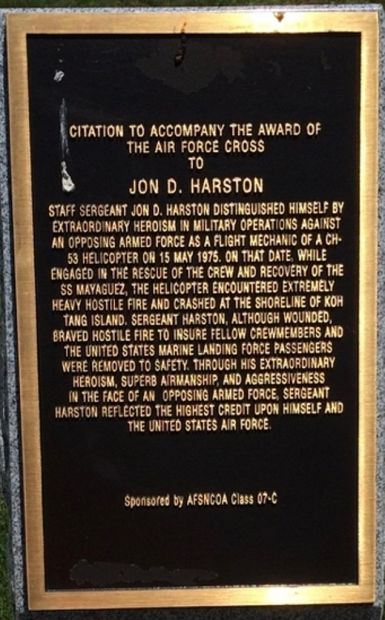 CITATION TO ACCOMPANY THE AWARD OF
THE AIR FORCE CROSS
TO
JON D. HARSTON
STAFF SERGEANT JON D. HARSTON DISTINGUISHED HIMSELF BY
EXTRAORDINARY HEROISM IN MILITARY OPERATIONS AGAINST
AN OPPOSING ARMED FORCE AS A FLIGHT MECHANIC OF A CH-
53 HELICOPTER ON 15 MAY 1975. ON THAT DATE, WHILE
ENGAGED IN THE RESCUE OF THE CREW AND RECOVERY OF THE
SS MAYAGUEZ, THE HELICOPTER ENCOUNTERED EXTREMELY
HEAVY HOSTILE FIRE AND CRASHED AT THE SHORELINE OF KOH
TANG ISLAND. SERGEANT HARSTON, ALTHOUGH WOUNDED,
BRAVED HOSTILE FIRE TO INSURE FELLOW CREWMEMBERS AND
THE UNITED STATES MARINE LANDING FORCE PASSENGERS
WERE REMOVED TO SAFETY. THROUGH HIS EXTRAORDINARY
HEROISM, SUPERB AIRMANSHIP, AND AGGRESSIVENESS
IN THE FACE OF AN OPPOSING ARMED FORCE, SERGEANT
HARSTON REFLECTED THE HIGHEST CREDIT UPON HIMSELF AND
THE UNITED STATES AIR FORCE.
Sponsored by AFSNCOA Class 07-C